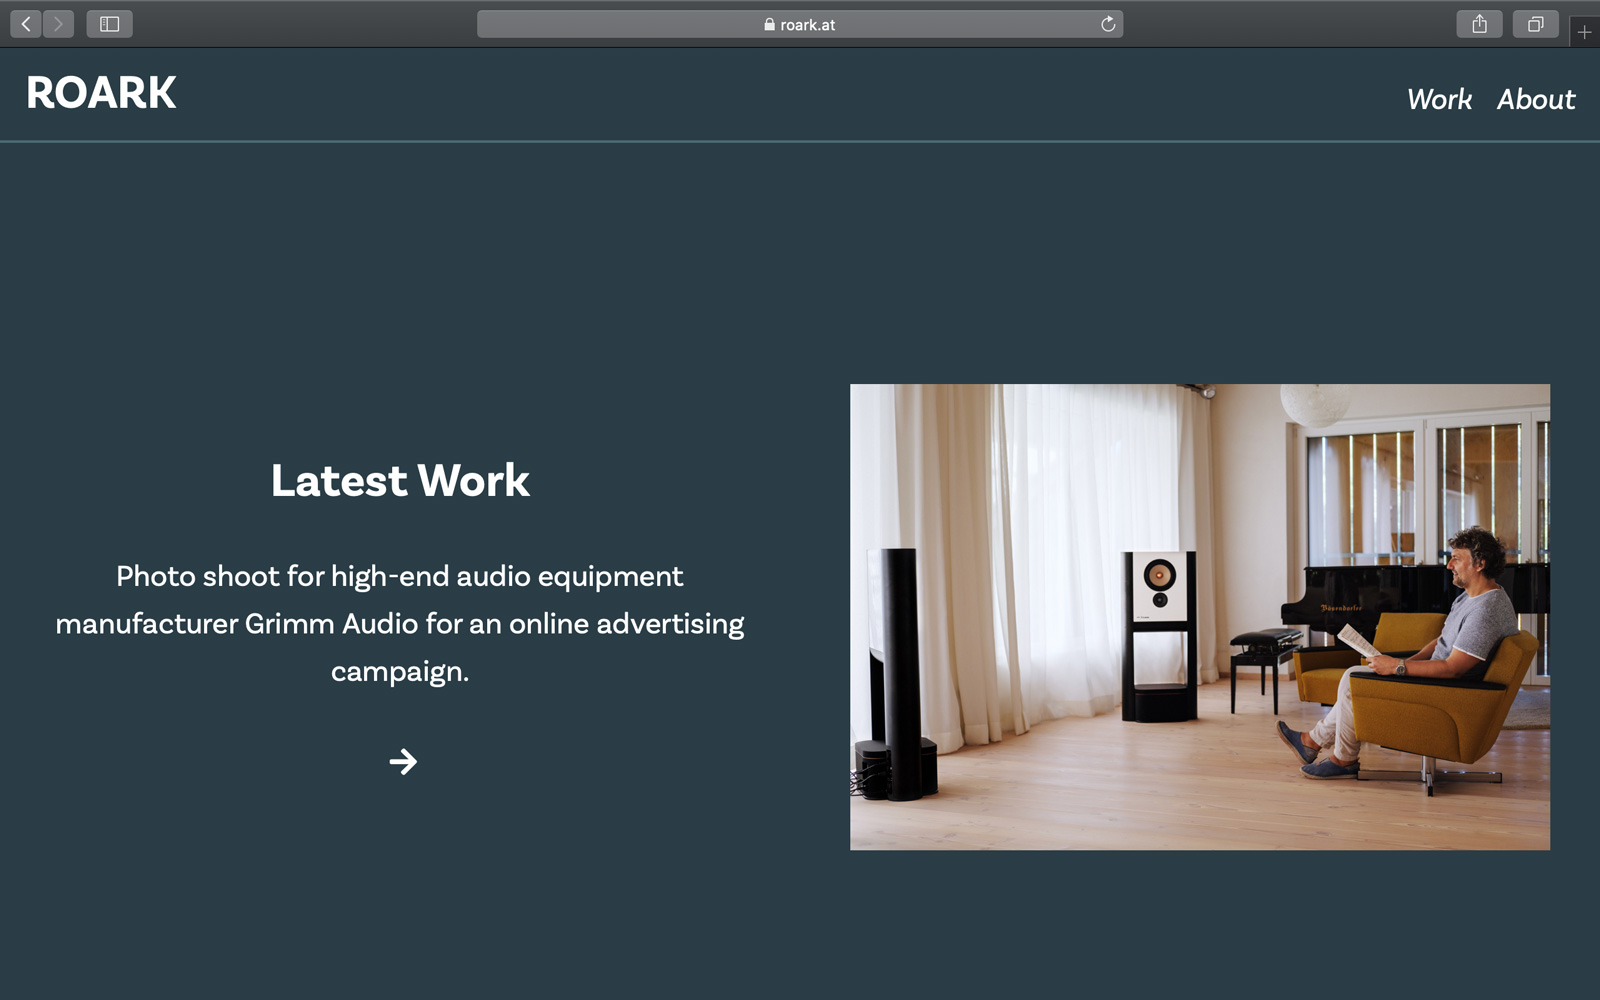 roark.at
ROARK
Work About
Latest Work
Photo shoot for high-end audio equipment
manufacturer Grimm Audio for an online advertising
campaign.
Bösendorfer